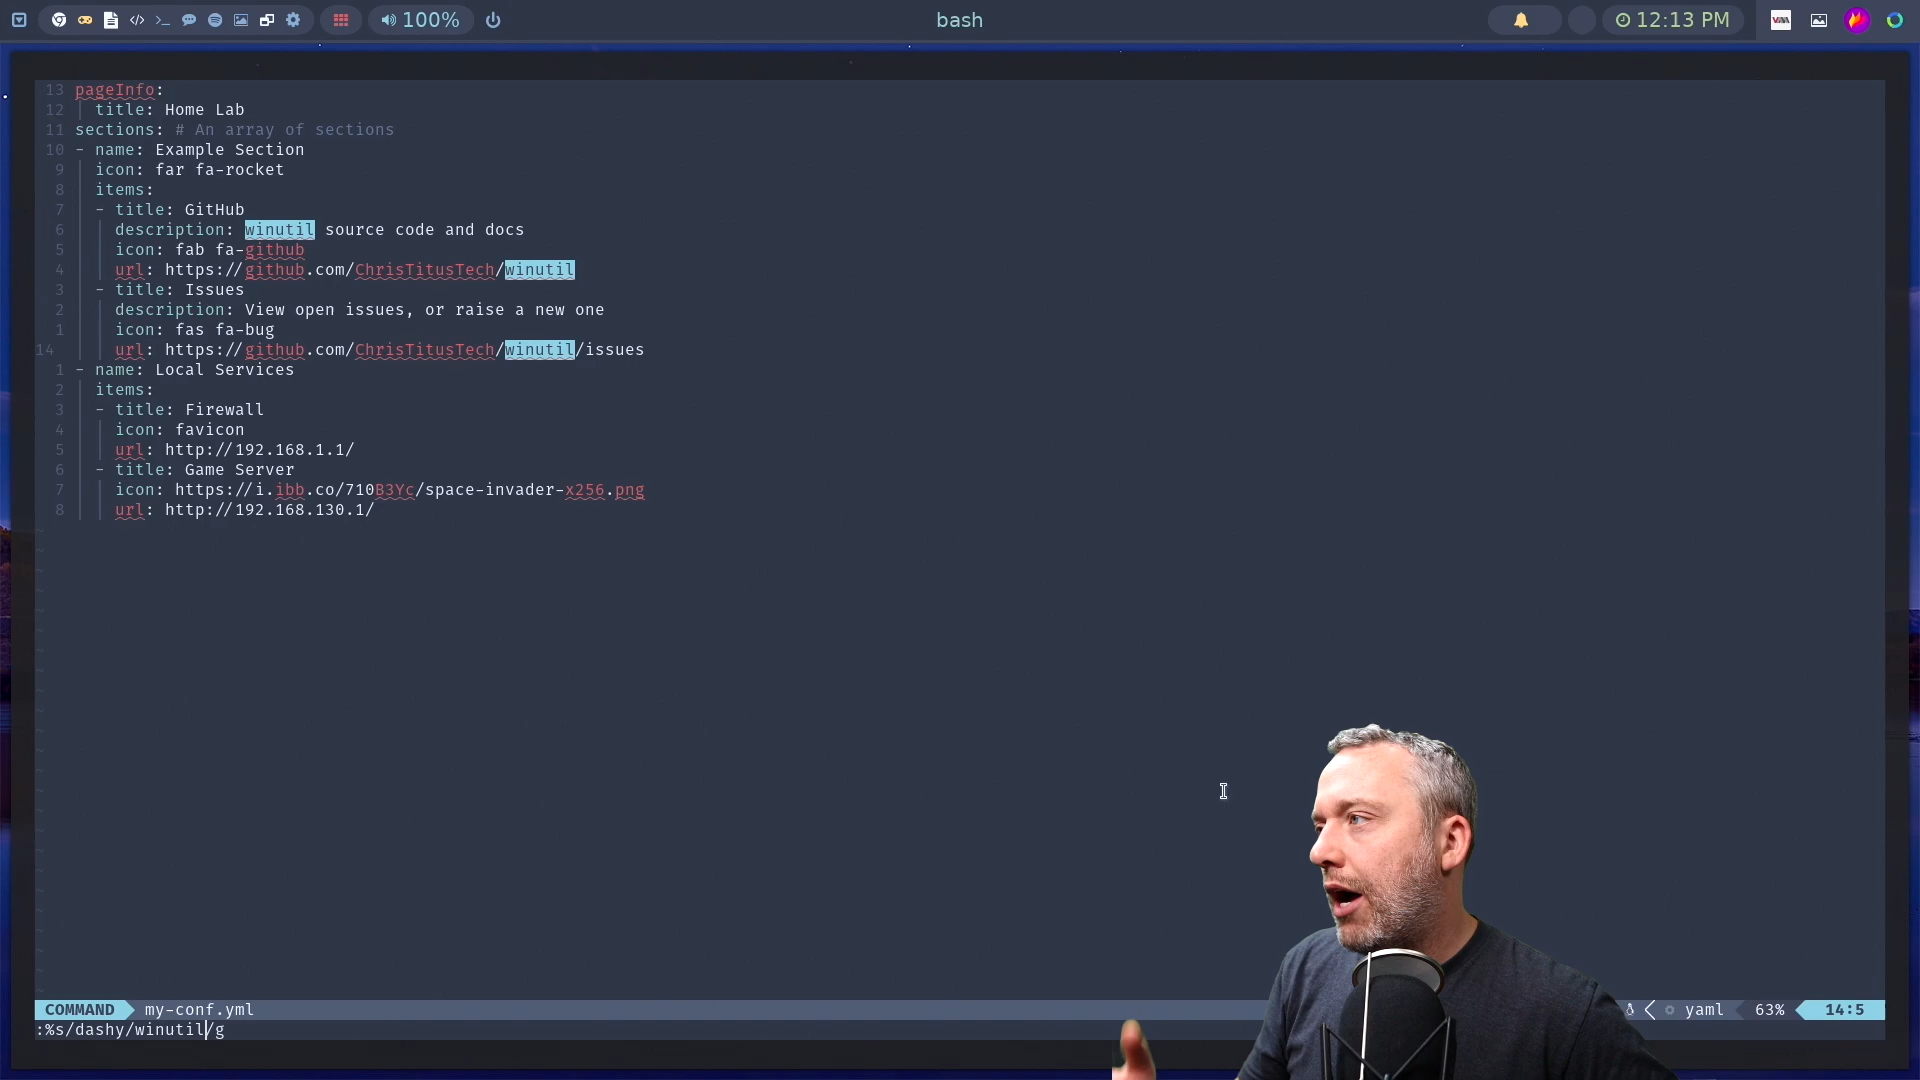 100%
bash
12:13 PM
13 pageInfo:
12 title: Home Lab
11 sections: # An array of sections
10 - name: Example Section
9 icon: far fa-rocket
8 items:
7 - title: GitHub
6 description: winutil source code and docs
5 icon: fab fa-github
4 url: https://github.com/ChrisTitusTech/winutil
3 - title: Issues
2 description: View open issues, or raise a new one
1 icon: fas fa-bug
14 url: https://github.com/ChrisTitusTech/winutil/issues
1 - name: Local Services
2 items:
3 - title: Firewall
4 icon: favicon
5 url: http://192.168.1.1/
6 - title: Game Server
7 icon: https://i.ibb.co/710B3Yc/space-invader-x256.png
8 url: http://192.168.130.1/
COMMAND my-conf.yml yaml 63% 14:5
:%s/dashy/winutil/g